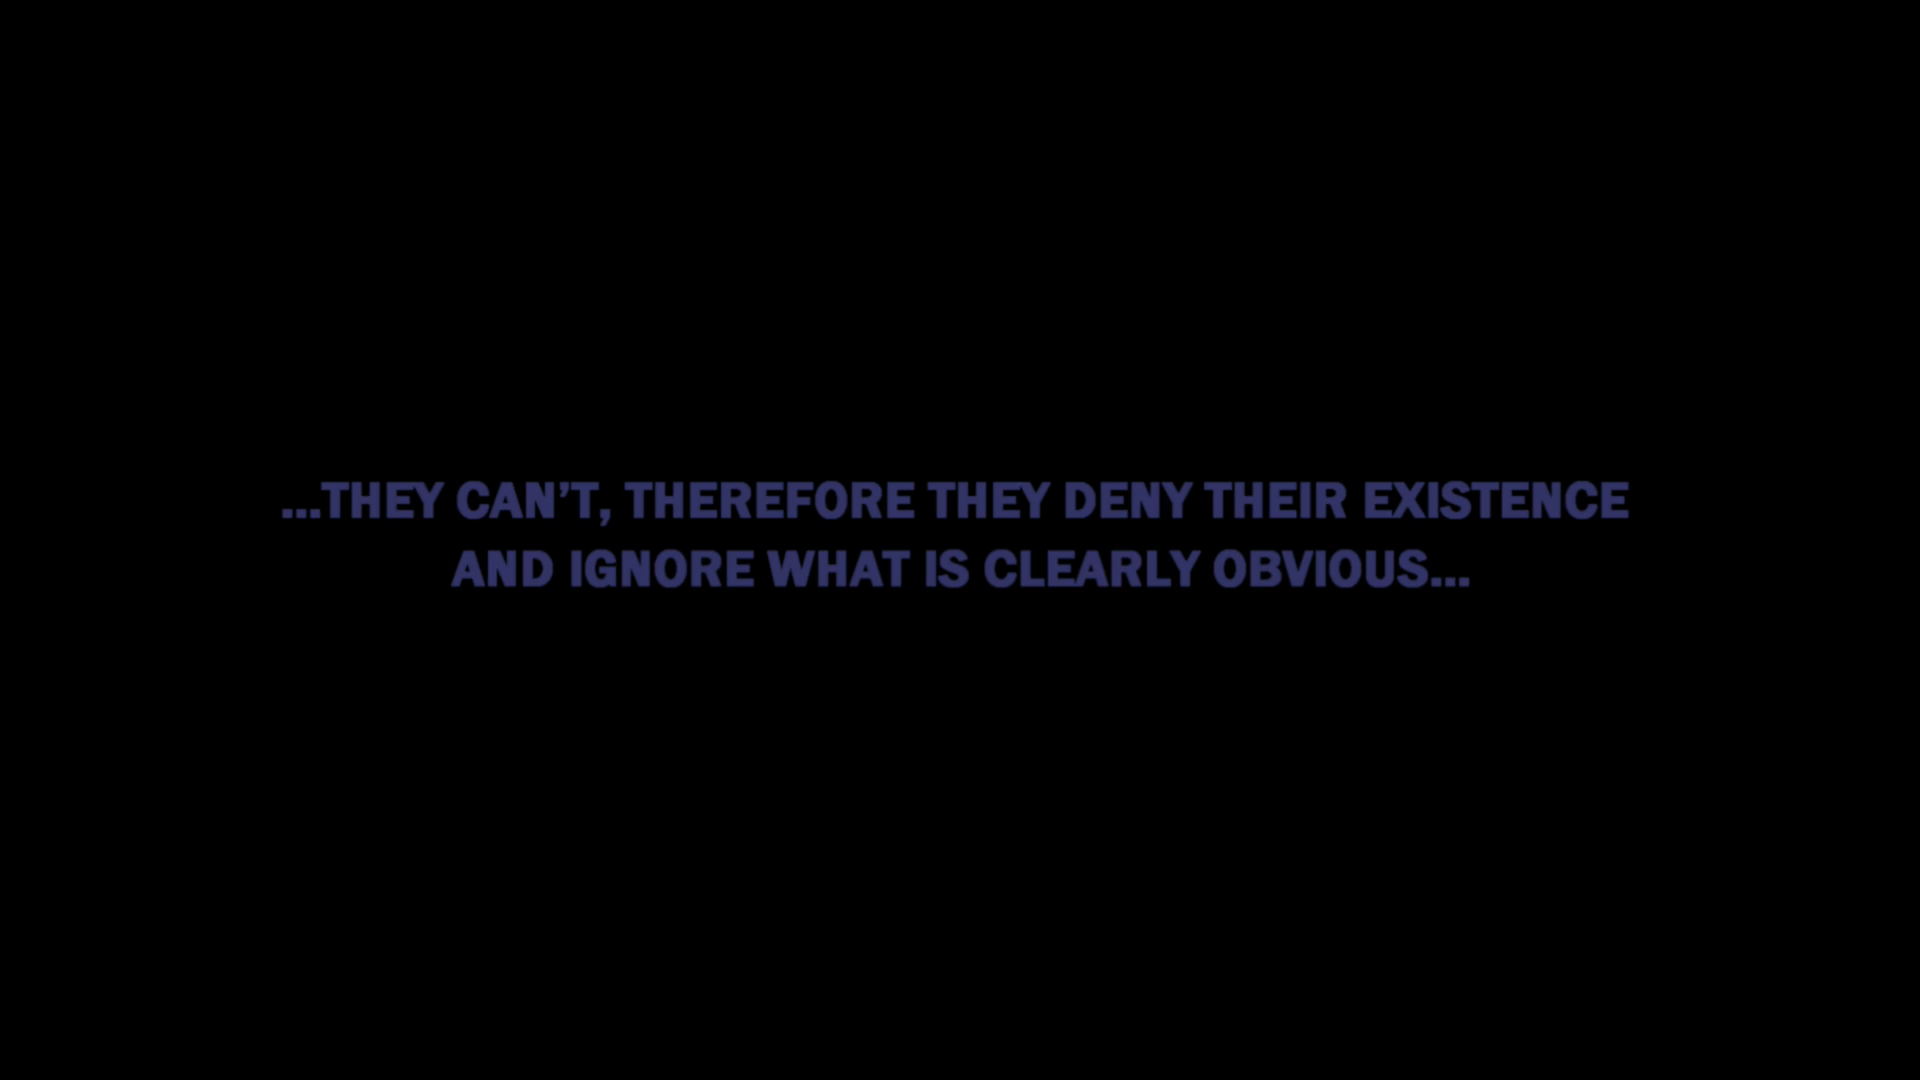 ...THEY CAN’T, THEREFORE THEY DENY THEIR EXISTENCE
AND IGNORE WHAT IS CLEARLY OBVIOUS...